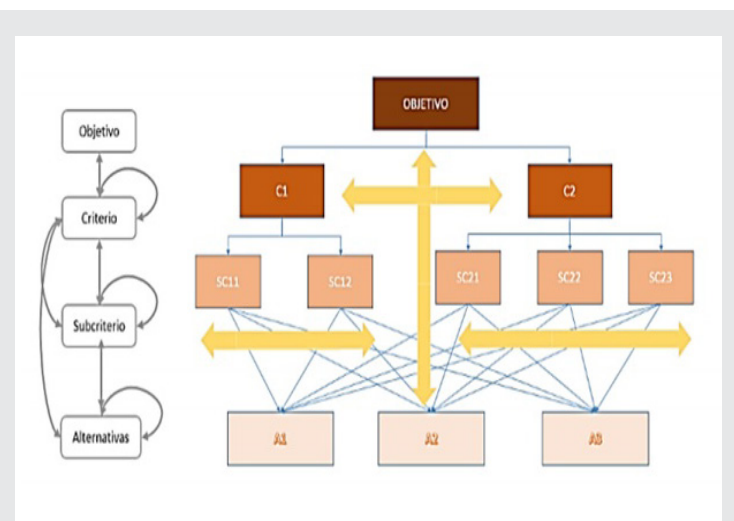 Objetivo
Criterio
Subcriterio
Alternativas
OBJETIVO
C1
C2
SC11
SC12
SC21
SC22
SC23
A1
A2
A3